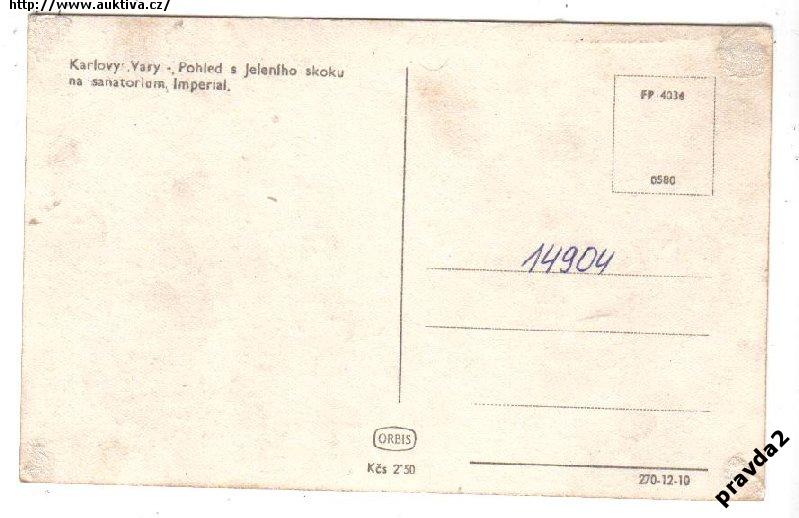 http://www.auktiva.cz/
Karlovy Vary - Pohled s Jeleního skoku
na sanatorium, Imperial.
FP 4034
0580
14904
ORBIS
Kčs 2'50
270-12-10
pravda2